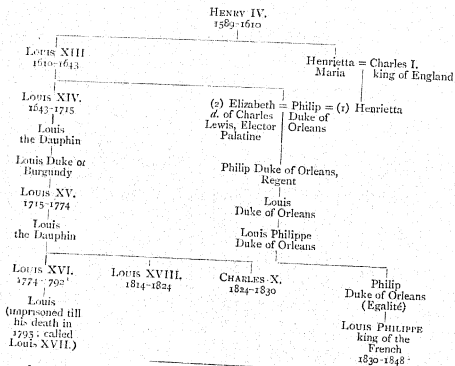 HENRY IV.
1589-1610
LOUIS XIII
1610-1643
Henrietta = Charles I.
Maria king of England
LOUIS XIV.
1643-1715
(2) Elizabeth = Philip = (1) Henrietta
d. of Charles Duke of
Lewis, Elector Orleans
Palatine
Louis
the Dauphin
Louis Duke of
Burgundy
Philip Duke of Orleans,
Regent
LOUIS XV.
1715-1774
Louis
Duke of Orleans
Louis
the Dauphin
Louis Philippe
Duke of Orleans
LOUIS XVI.
1774-792
LOUIS XVIII.
1814-1824
CHARLES X.
1824-1830
Philip
Duke of Orleans
(Egalité)
Louis
(imprisoned till
his death in
1795; called
Louis XVII.)
LOUIS PHILIPPE
king of the
French
1830-1848